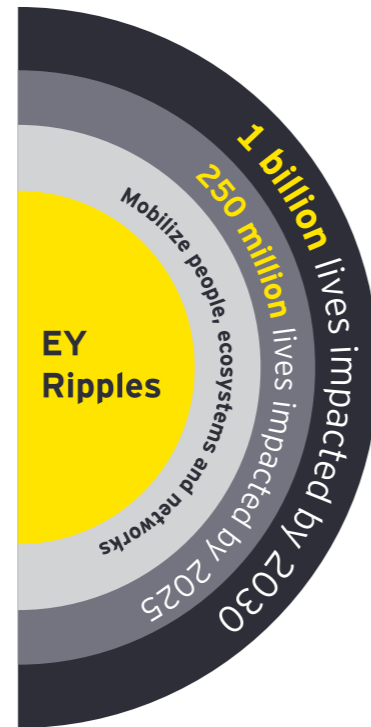 EY
Ripples
Mobilize people, ecosystems and networks
250 million lives impacted by 2025
1 billion lives impacted by 2030